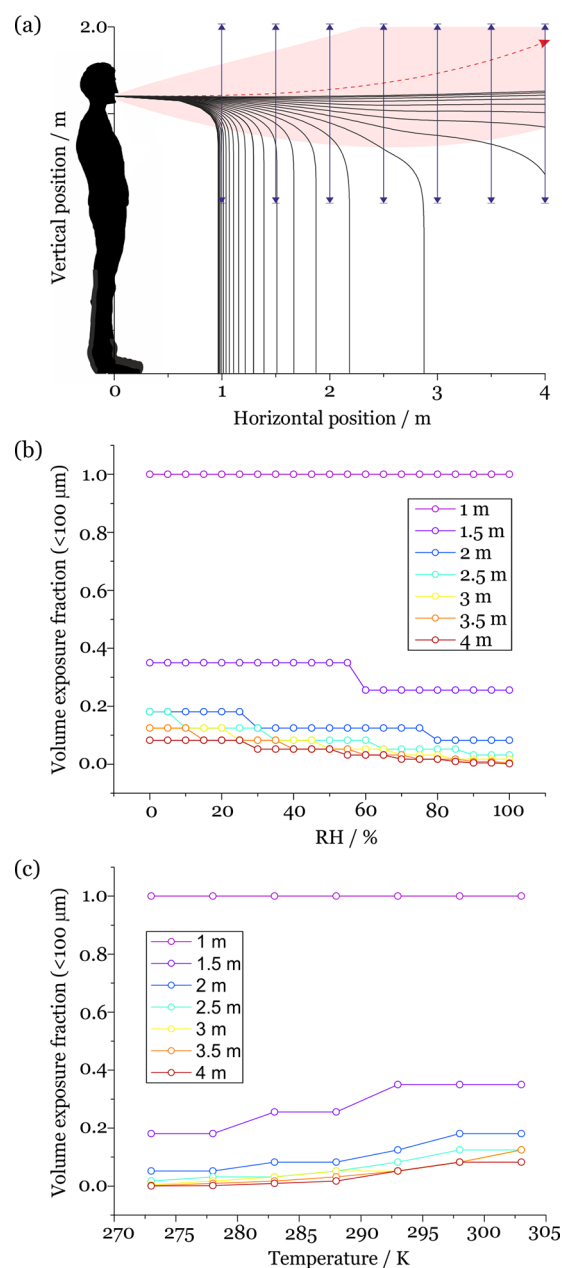 (a)
2.0
Vertical position / m
0 1 2 3 4
Horizontal position / m
(b)
1.0
0.8
0.6
0.4
0.2
0.0
Volume exposure fraction (<100 µm)
1 m
1.5 m
2 m
2.5 m
3 m
3.5 m
4 m
0 20 40 60 80 100
RH / %
(c)
1.0
0.8
0.6
0.4
0.2
0.0
Volume exposure fraction (<100 µm)
1 m
1.5 m
2 m
2.5 m
3 m
3.5 m
4 m
270 275 280 285 290 295 300 305
Temperature / K